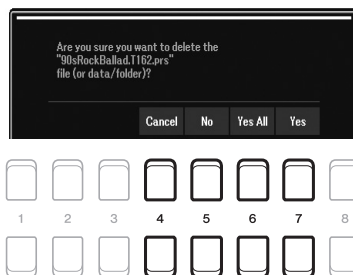 Are you sure you want to delete the
"90sRockBallad.T162.prs"
file (or data/folder)?
Cancel No Yes All Yes
1 2 3 4 5 6 7 8